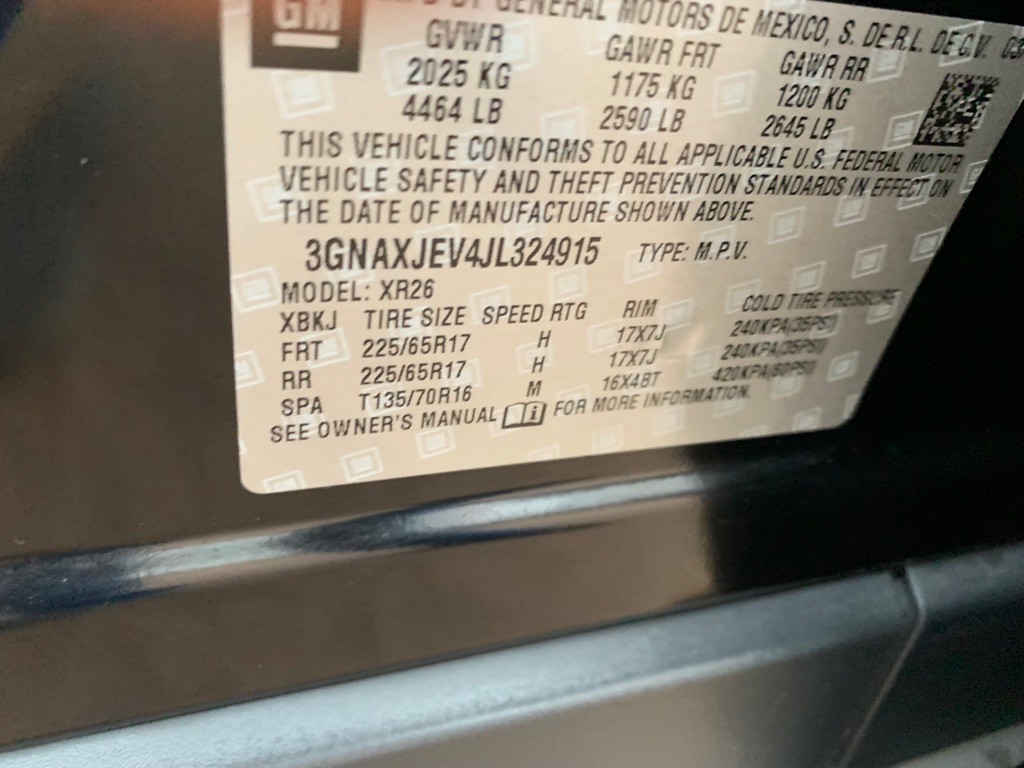 GM
GENERAL MOTORS DE MEXICO, S. DE R.L. DE C.V.
GVWR GAWR FRT GAWR RR
2025 KG 1175 KG 1200 KG
4464 LB 2590 LB 2645 LB
THIS VEHICLE CONFORMS TO ALL APPLICABLE U.S. FEDERAL MOTOR
VEHICLE SAFETY AND THEFT PREVENTION STANDARDS IN EFFECT ON
THE DATE OF MANUFACTURE SHOWN ABOVE.
3GNAXJEV4JL324915 TYPE: M.P.V.
MODEL: XR26
XBKJ TIRE SIZE SPEED RTG RIM COLD TIRE PRESSURE
FRT 225/65R17 H 17X7J 240KPA(35PSI)
RR 225/65R17 H 17X7J 240KPA(35PSI)
SPA T135/70R16 M 16X4BT 420KPA(60PSI)
SEE OWNER'S MANUAL FOR MORE INFORMATION.